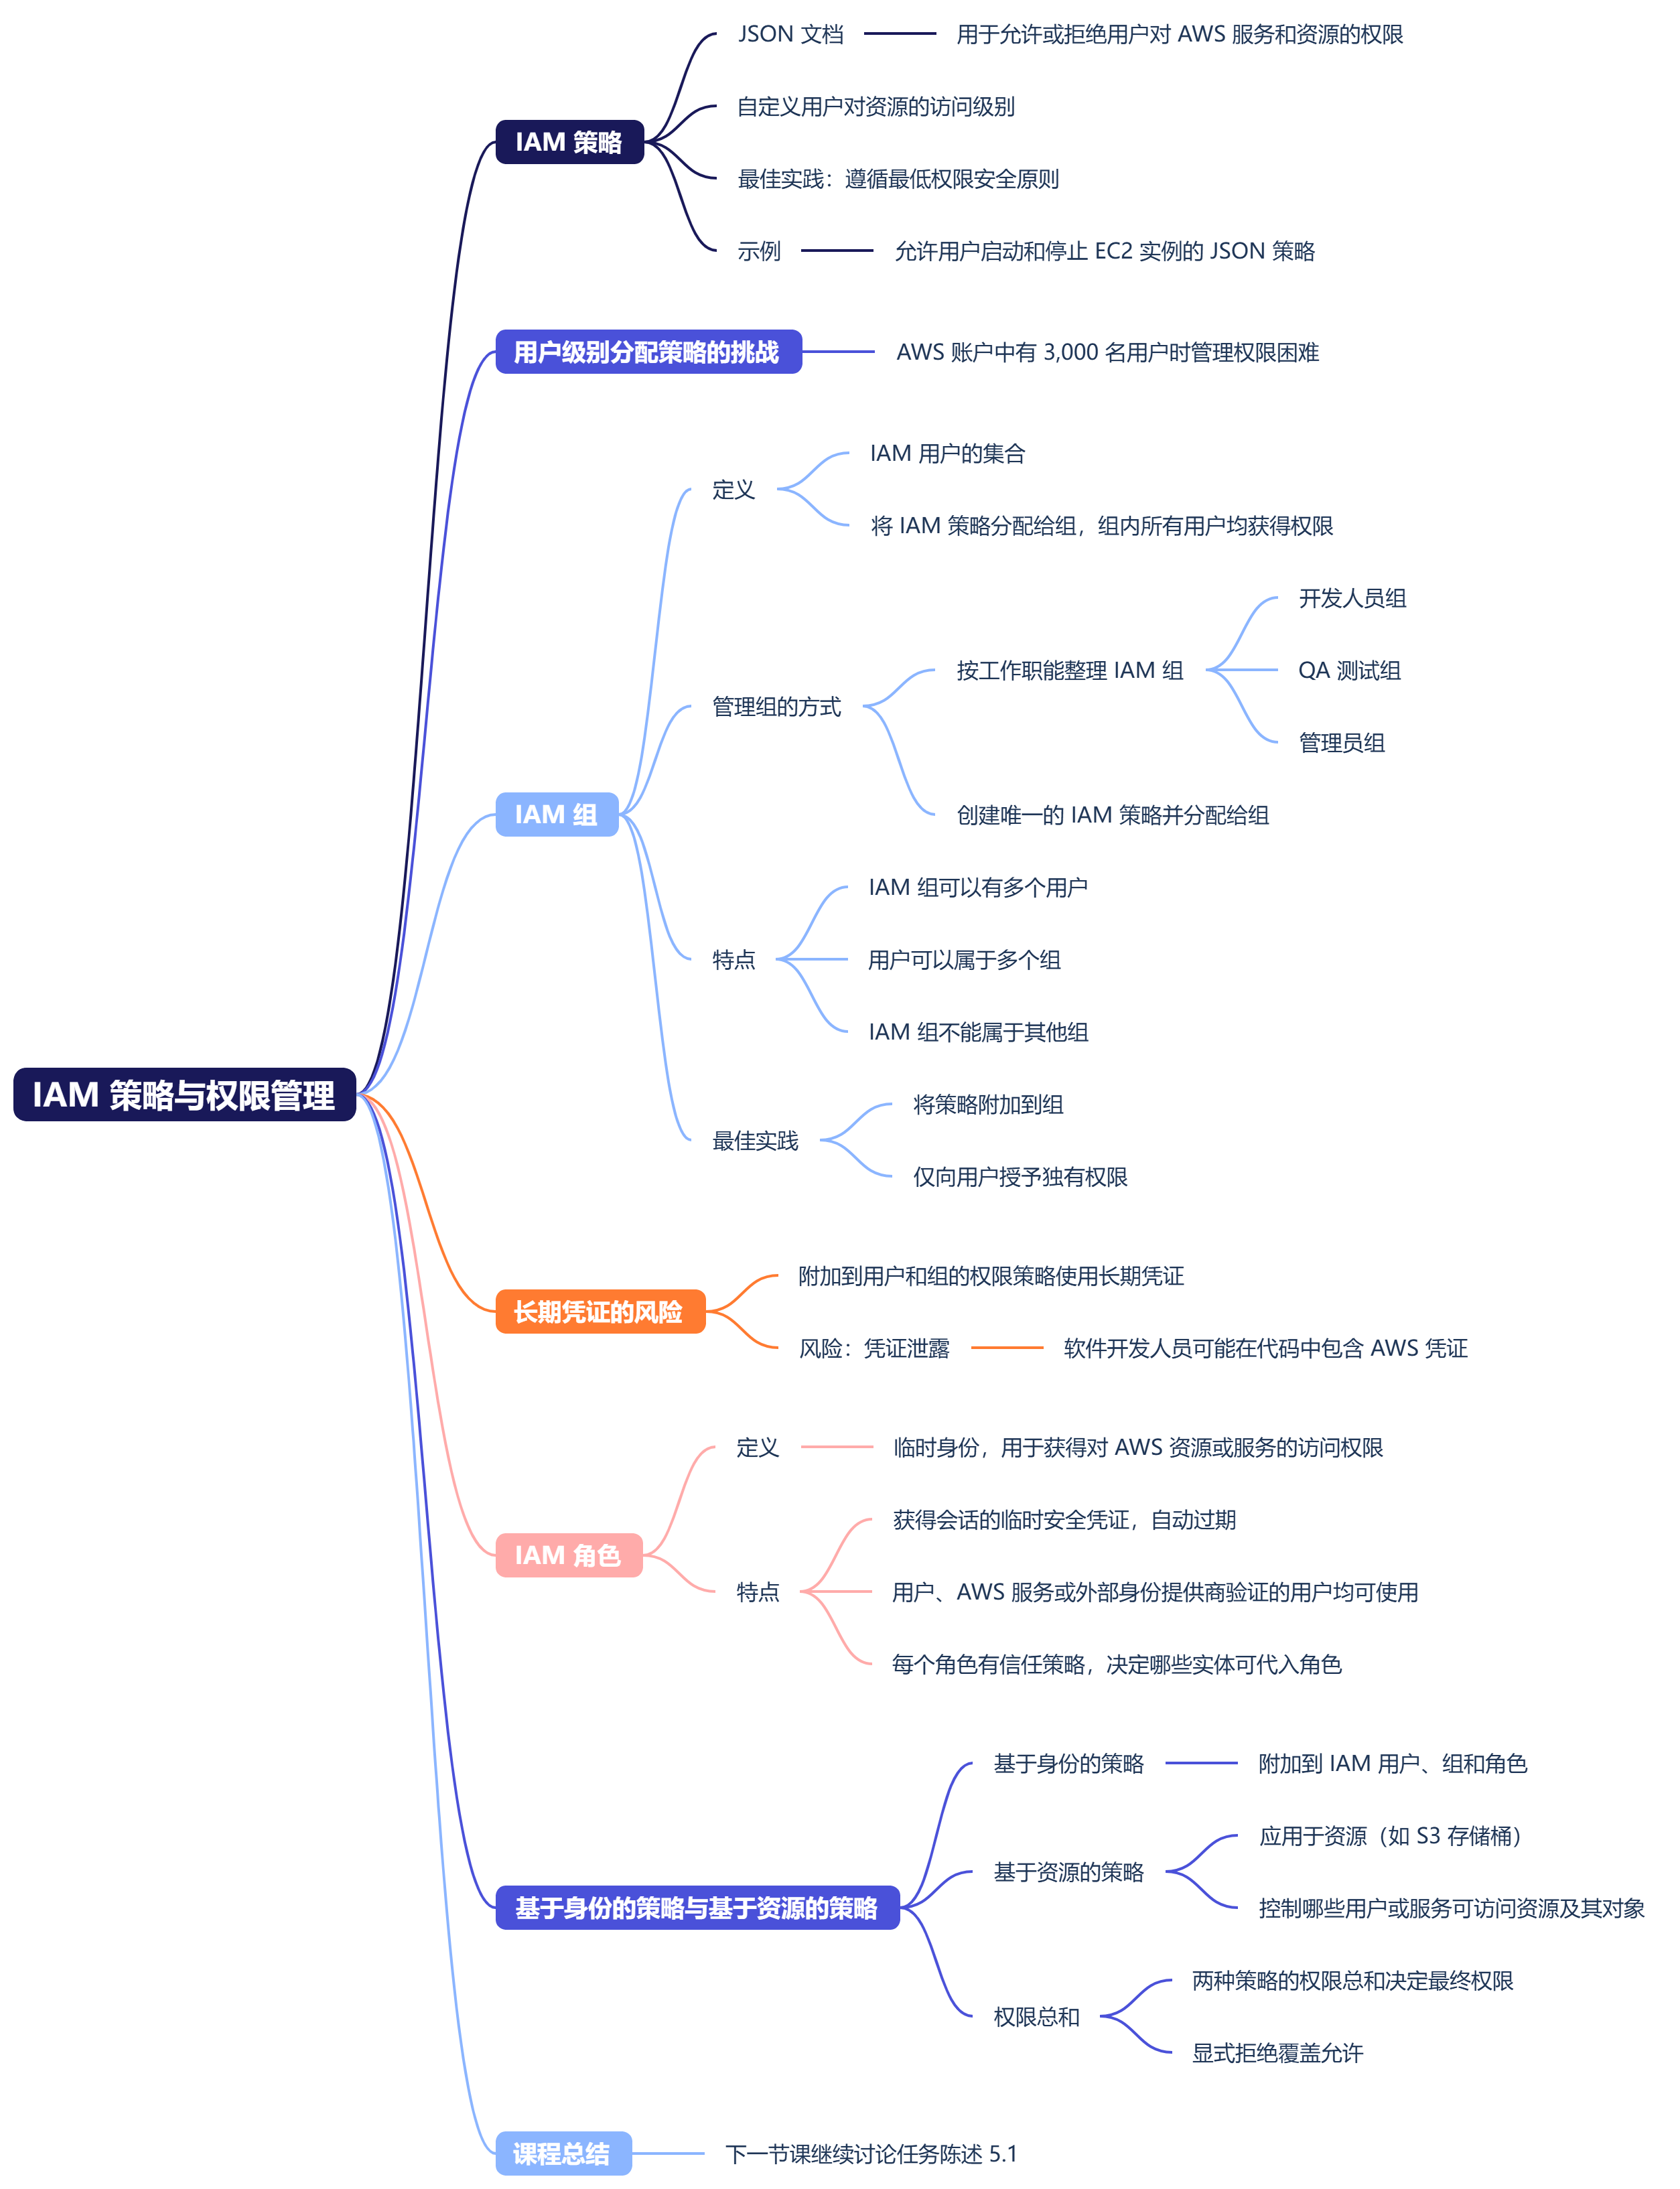 IAM 策略与权限管理
IAM 策略
JSON 文档
用于允许或拒绝用户对 AWS 服务和资源的权限
自定义用户对资源的访问级别
最佳实践：遵循最低权限安全原则
示例
允许用户启动和停止 EC2 实例的 JSON 策略
用户级别分配策略的挑战
AWS 账户中有 3,000 名用户时管理权限困难
IAM 组
定义
IAM 用户的集合
将 IAM 策略分配给组，组内所有用户均获得权限
管理组的方式
按工作职能整理 IAM 组
开发人员组
QA 测试组
管理员组
创建唯一的 IAM 策略并分配给组
特点
IAM 组可以有多个用户
用户可以属于多个组
IAM 组不能属于其他组
最佳实践
将策略附加到组
仅向用户授予独有权限
长期凭证的风险
附加到用户和组的权限策略使用长期凭证
风险：凭证泄露
软件开发人员可能在代码中包含 AWS 凭证
IAM 角色
定义
临时身份，用于获得对 AWS 资源或服务的访问权限
特点
获得会话的临时安全凭证，自动过期
用户、AWS 服务或外部身份提供商验证的用户均可使用
每个角色有信任策略，决定哪些实体可代入角色
基于身份的策略与基于资源的策略
基于身份的策略
附加到 IAM 用户、组和角色
基于资源的策略
应用于资源（如 S3 存储桶）
控制哪些用户或服务可访问资源及其对象
权限总和
两种策略的权限总和决定最终权限
显式拒绝覆盖允许
课程总结
下一节课继续讨论任务陈述 5.1